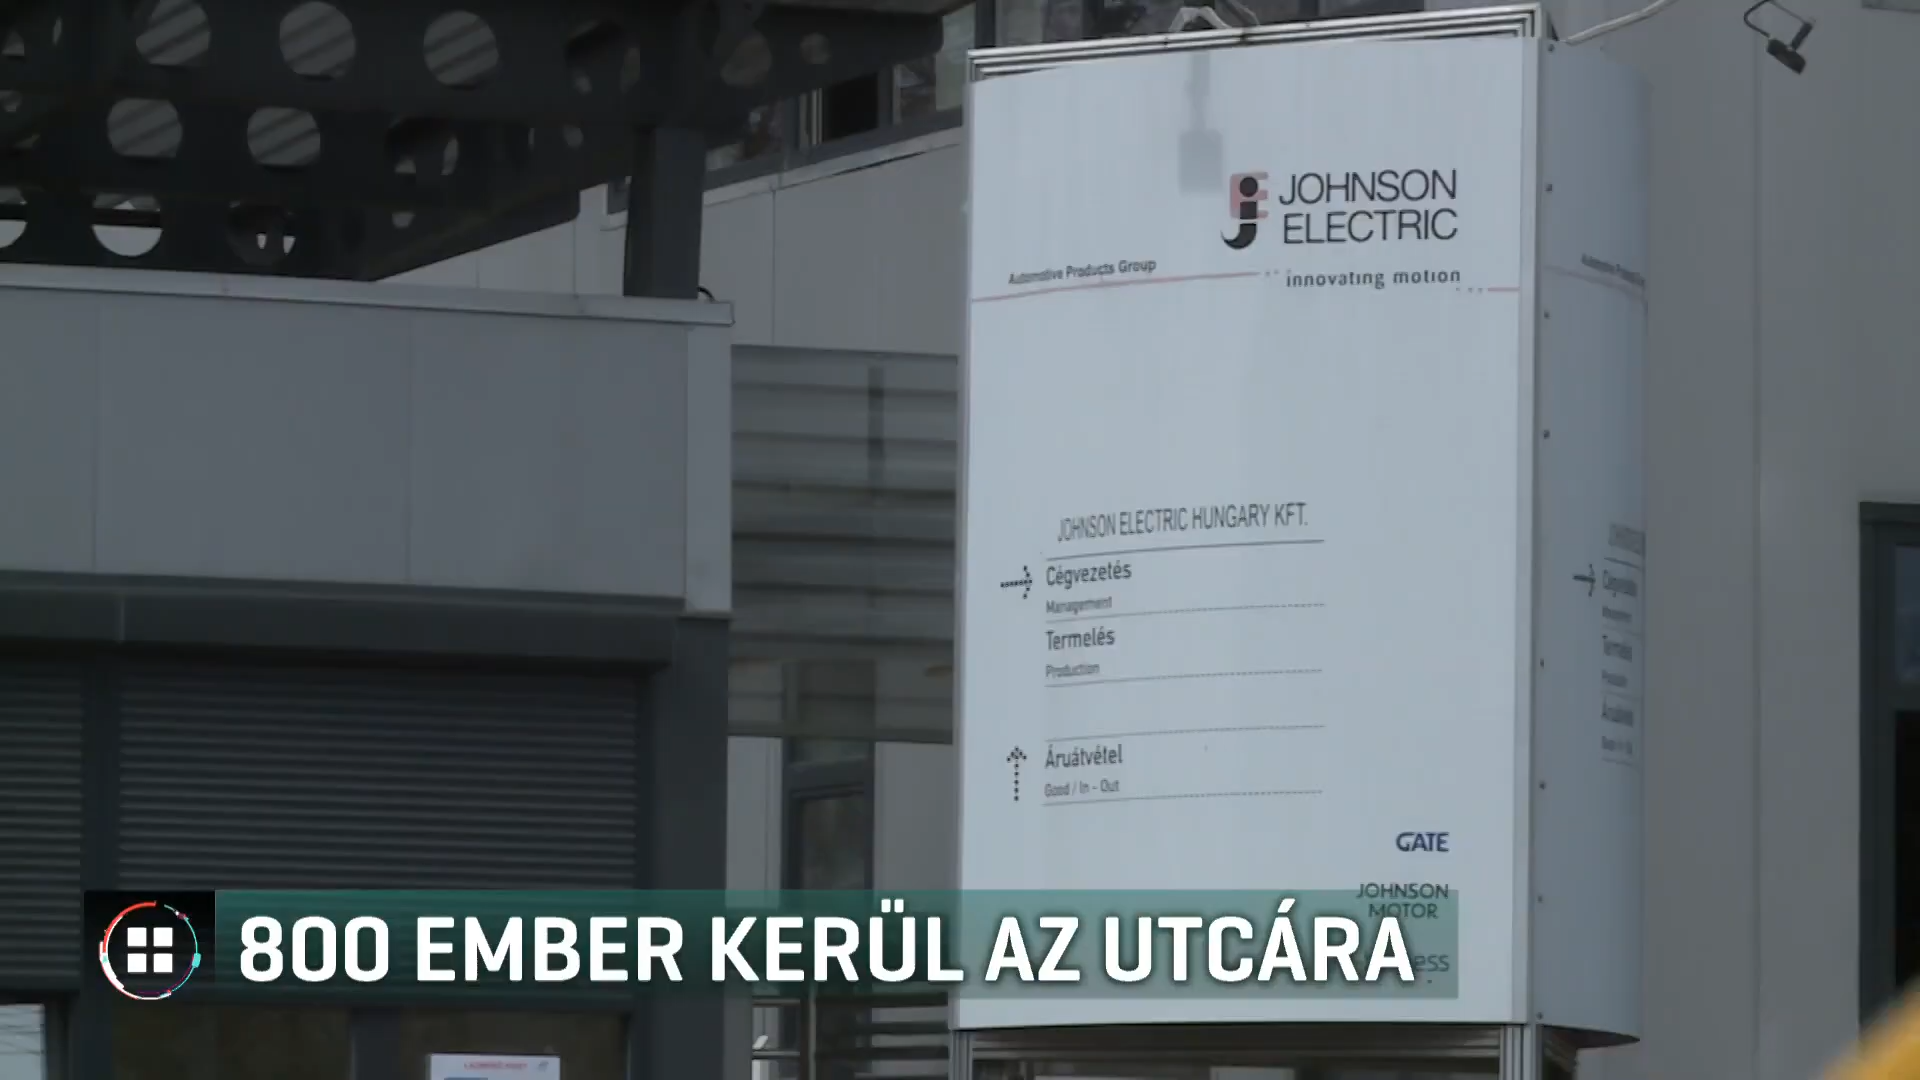 JOHNSON
ELECTRIC
Automotive Products Group
innovating motion
JOHNSON ELECTRIC HUNGARY KFT.
Cégvezetés
Management
Termelés
Production
Áruátvétel
Good / In - Out
GATE
JOHNSON
MOTOR
800 EMBER KERÜL AZ UTCÁRA